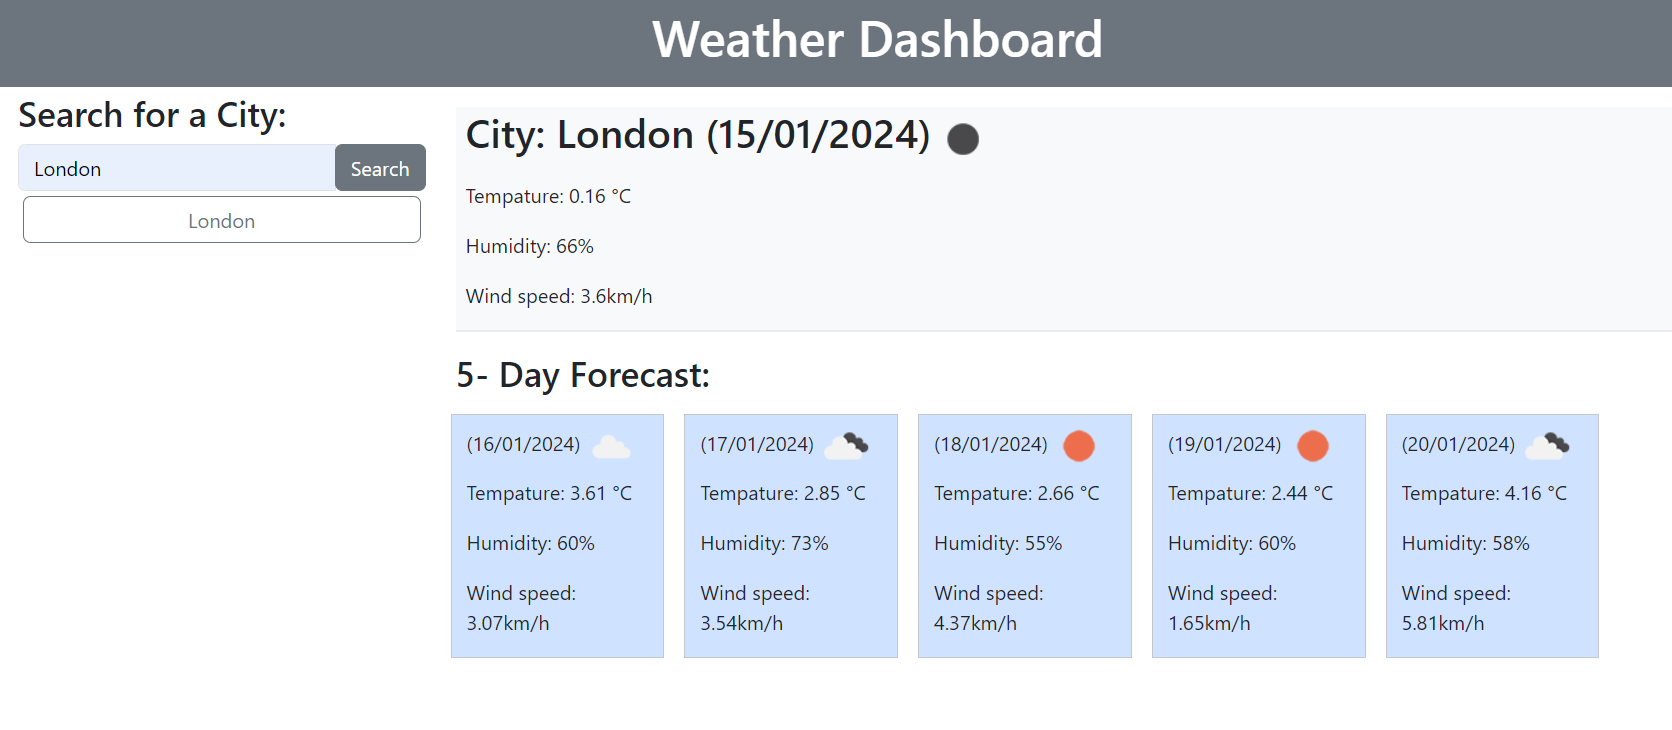 Weather Dashboard
Search for a City:
London
Search
London
City: London (15/01/2024)
Tempature: 0.16 °C
Humidity: 66%
Wind speed: 3.6km/h
5- Day Forecast:
(16/01/2024)
Tempature: 3.61 °C
Humidity: 60%
Wind speed:
3.07km/h
(17/01/2024)
Tempature: 2.85 °C
Humidity: 73%
Wind speed:
3.54km/h
(18/01/2024)
Tempature: 2.66 °C
Humidity: 55%
Wind speed:
4.37km/h
(19/01/2024)
Tempature: 2.44 °C
Humidity: 60%
Wind speed:
1.65km/h
(20/01/2024)
Tempature: 4.16 °C
Humidity: 58%
Wind speed:
5.81km/h